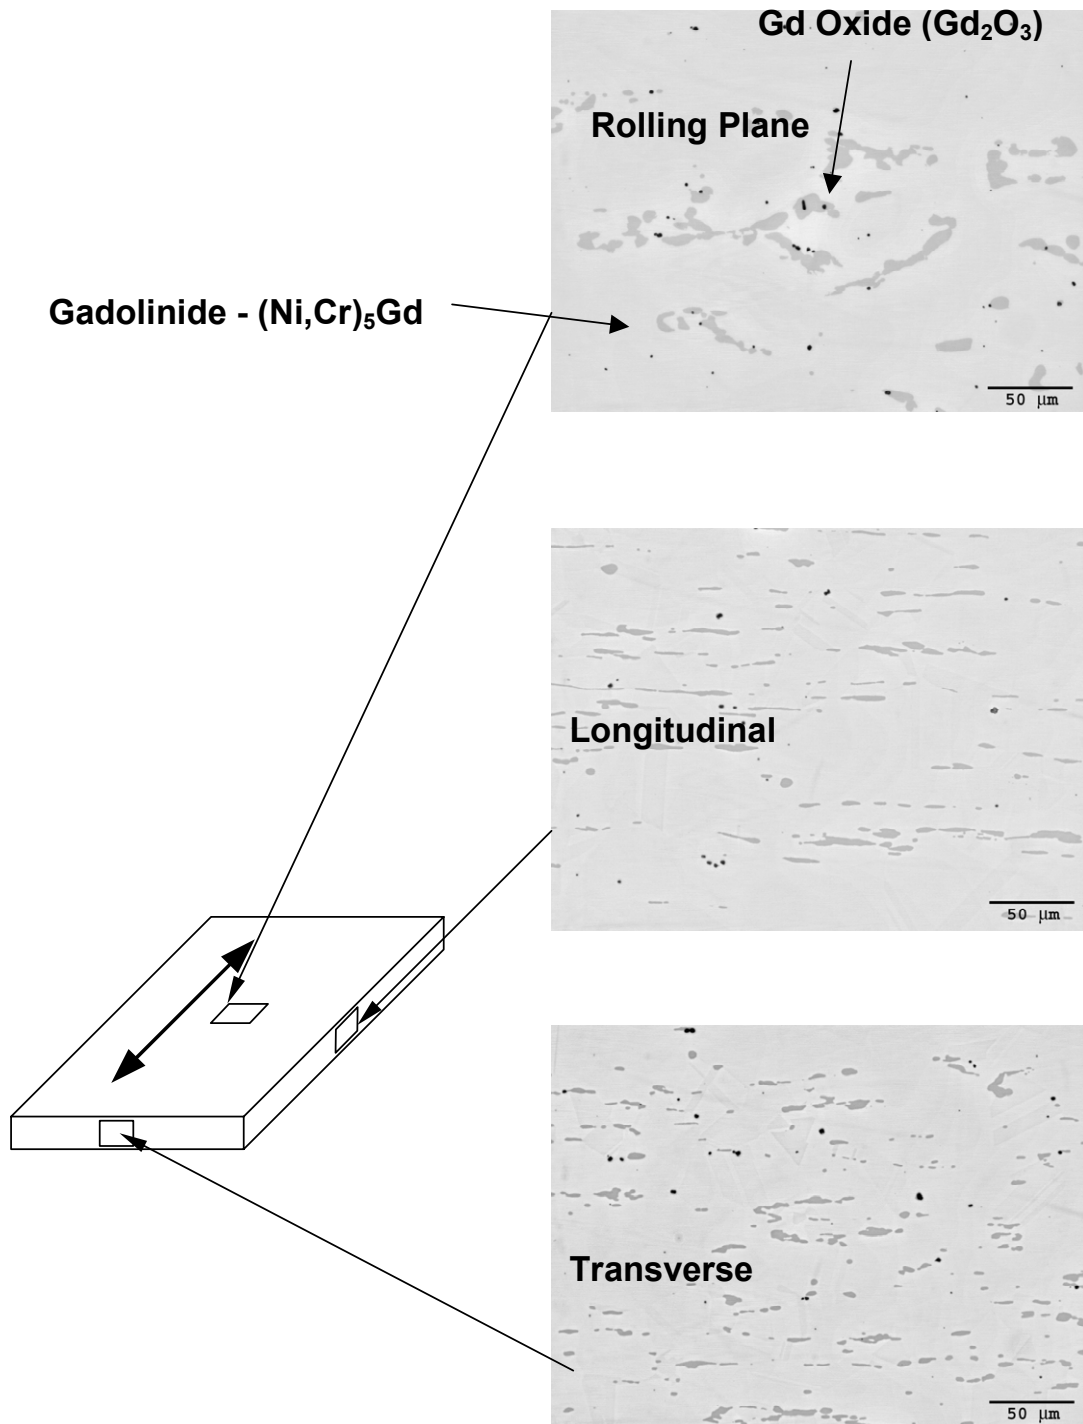 Gd Oxide (Gd₂O₃)
Rolling Plane
Gadolinide - (Ni,Cr)₅Gd
50 μm
Longitudinal
50 μm
Transverse
50 μm